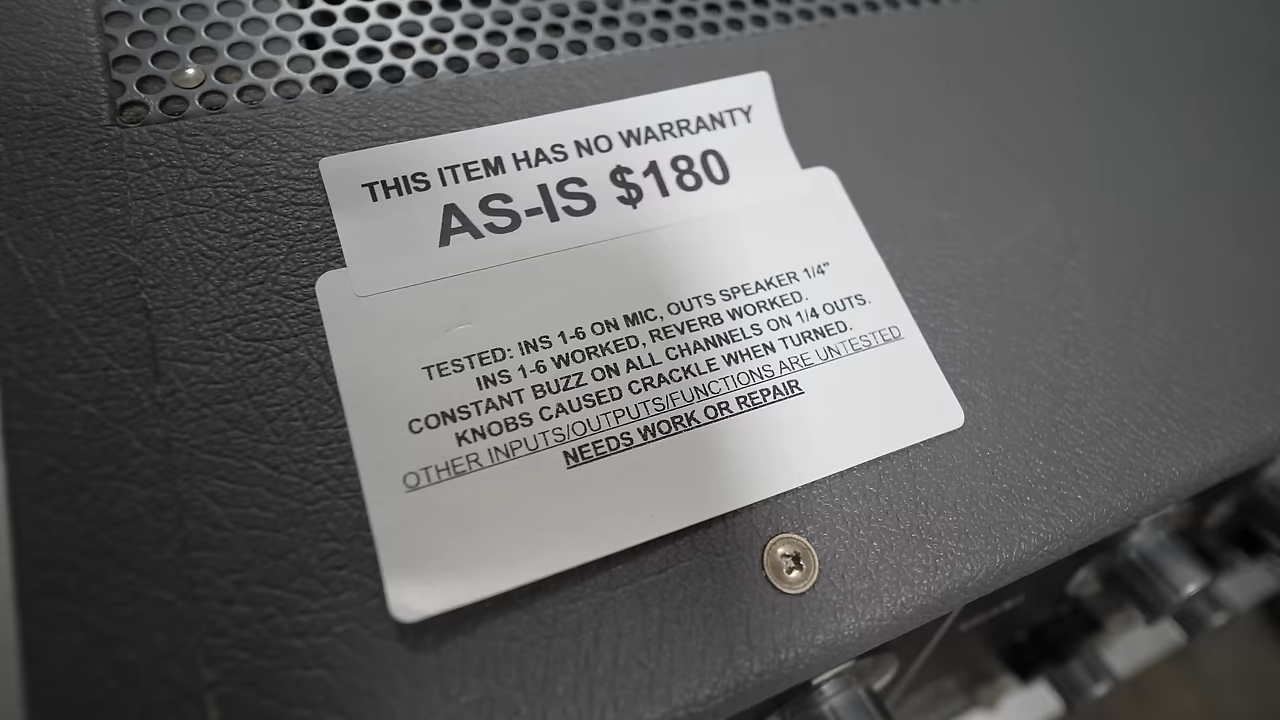 THIS ITEM HAS NO WARRANTY
AS-IS $180
TESTED: INS 1-6 ON MIC, OUTS SPEAKER 1/4"
INS 1-6 WORKED, REVERB WORKED.
CONSTANT BUZZ ON ALL CHANNELS ON 1/4 OUTS.
KNOBS CAUSED CRACKLE WHEN TURNED.
OTHER INPUTS/OUTPUTS/FUNCTIONS ARE UNTESTED
NEEDS WORK OR REPAIR